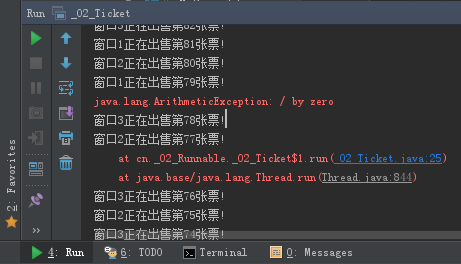 Run _02_Ticket
窗口3正在出售第82张票!
窗口1正在出售第81张票!
窗口2正在出售第80张票!
窗口1正在出售第79张票!
java.lang.ArithmeticException: / by zero
窗口3正在出售第78张票!
窗口2正在出售第77张票!
at cn._02_Runnable._02_Ticket$1.run(_02_Ticket.java:25)
at java.base/java.lang.Thread.run(Thread.java:844)
窗口3正在出售第76张票!
窗口2正在出售第75张票!
窗口3正在出售第74张票!
2: Favorites
4: Run 6: TODO Terminal 0: Messages